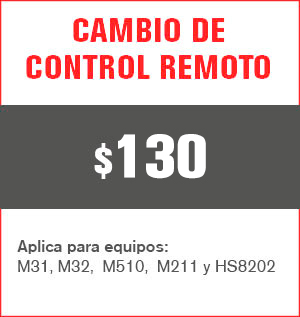 CAMBIO DE
CONTROL REMOTO
$130
Aplica para equipos:
M31, M32, M510, M211 y HS8202